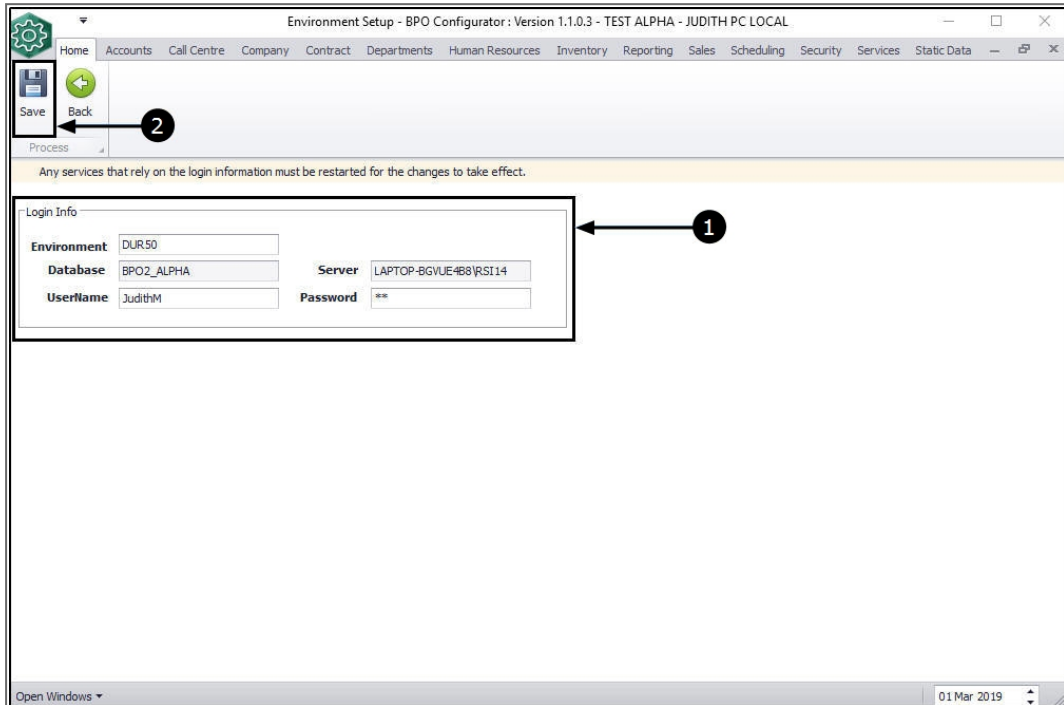 Environment Setup - BPO Configurator : Version 1.1.0.3 - TEST ALPHA - JUDITH PC LOCAL
Home Accounts Call Centre Company Contract Departments Human Resources Inventory Reporting Sales Scheduling Security Services Static Data
Save Back
2
Process
Any services that rely on the login information must be restarted for the changes to take effect.
Login Info
1
Environment DUR50
Database BPO2_ALPHA Server LAPTOP-BGVUE4B8\RSI14
UserName JudithM Password **
Open Windows 01 Mar 2019